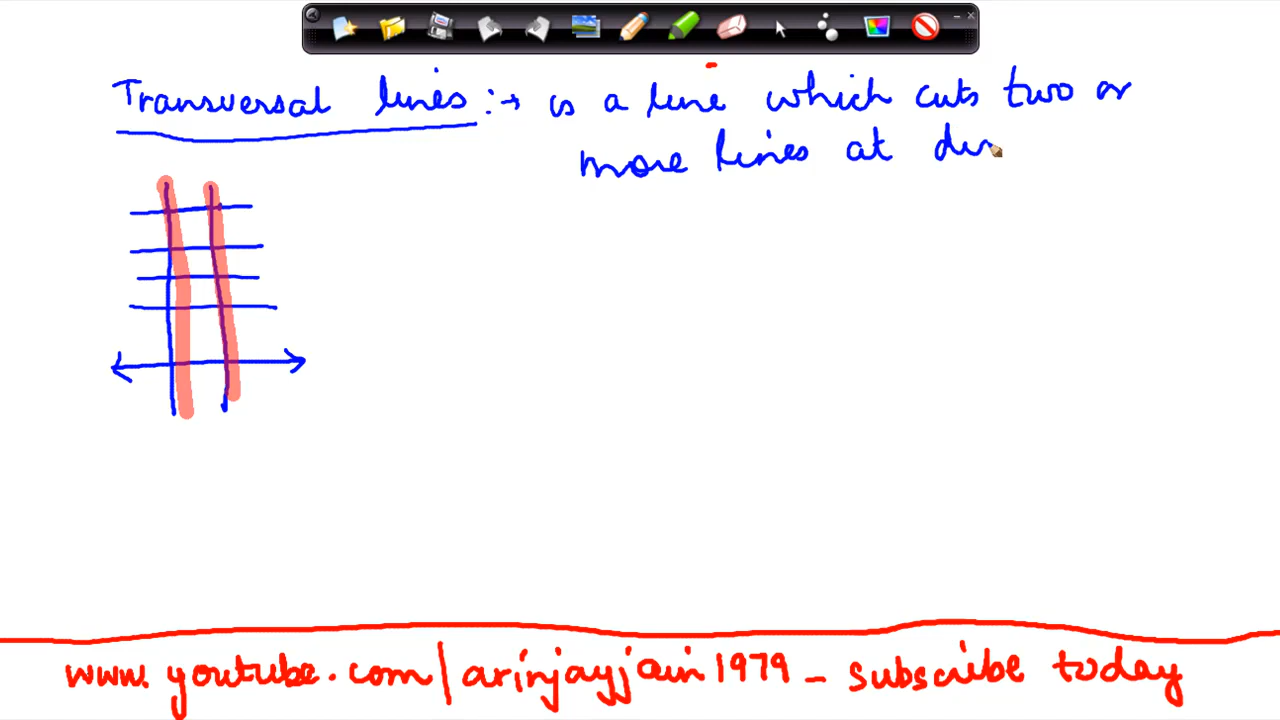 Transversal lines :→ is a line which cuts two or
more lines at
www.youtube.com/arinjayjain1979 - subscribe today